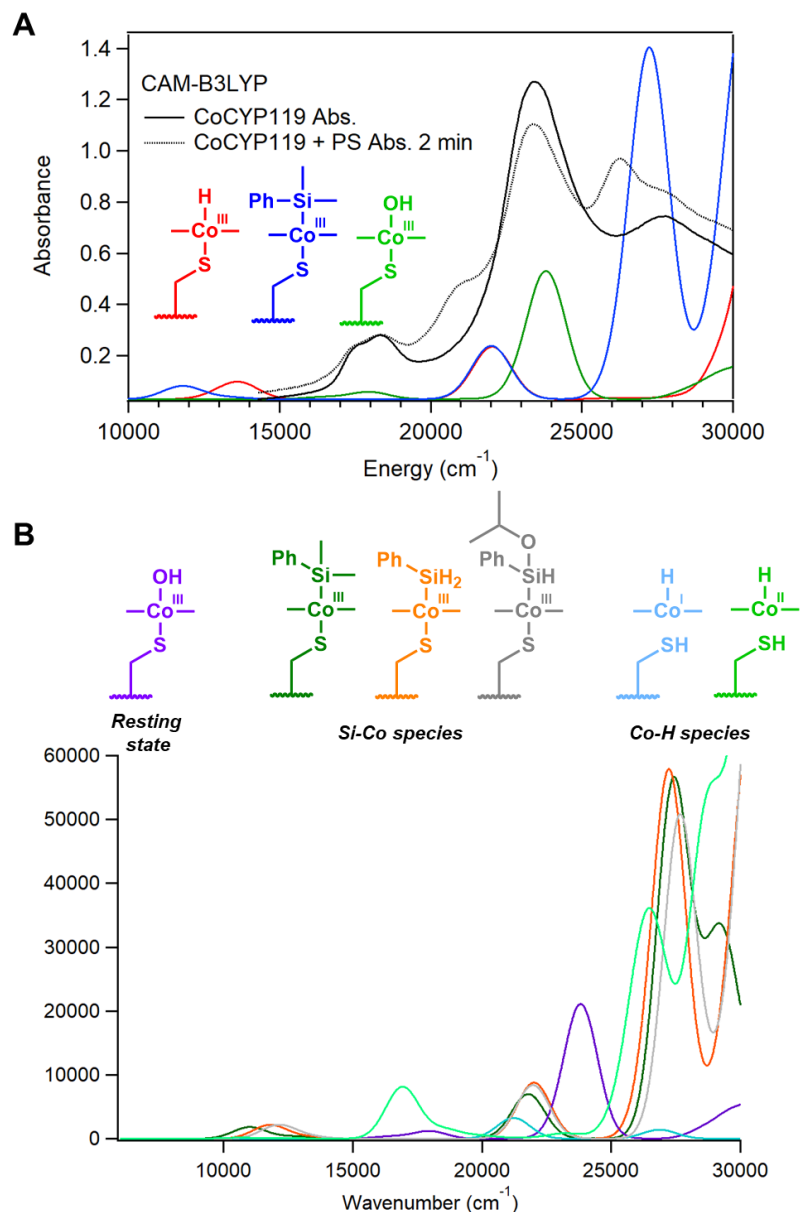 A
1.4
1.2
1.0
0.8
0.6
0.4
0.2
Absorbance
CAM-B3LYP
CoCYP119 Abs.
CoCYP119 + PS Abs. 2 min
H
Co III
S
Ph Si
Co III
S
OH
Co III
S
10000 15000 20000 25000 30000
Energy (cm⁻¹)
B
OH
Co III
S
Ph Si
Co III
S
Ph SiH₂
Co III
S
O
Ph SiH
Co III
S
H
Co I
SH
H
Co II
SH
Resting
state
Si-Co species
Co-H species
60000
50000
40000
30000
20000
10000
0
10000 15000 20000 25000 30000
Wavenumber (cm⁻¹)